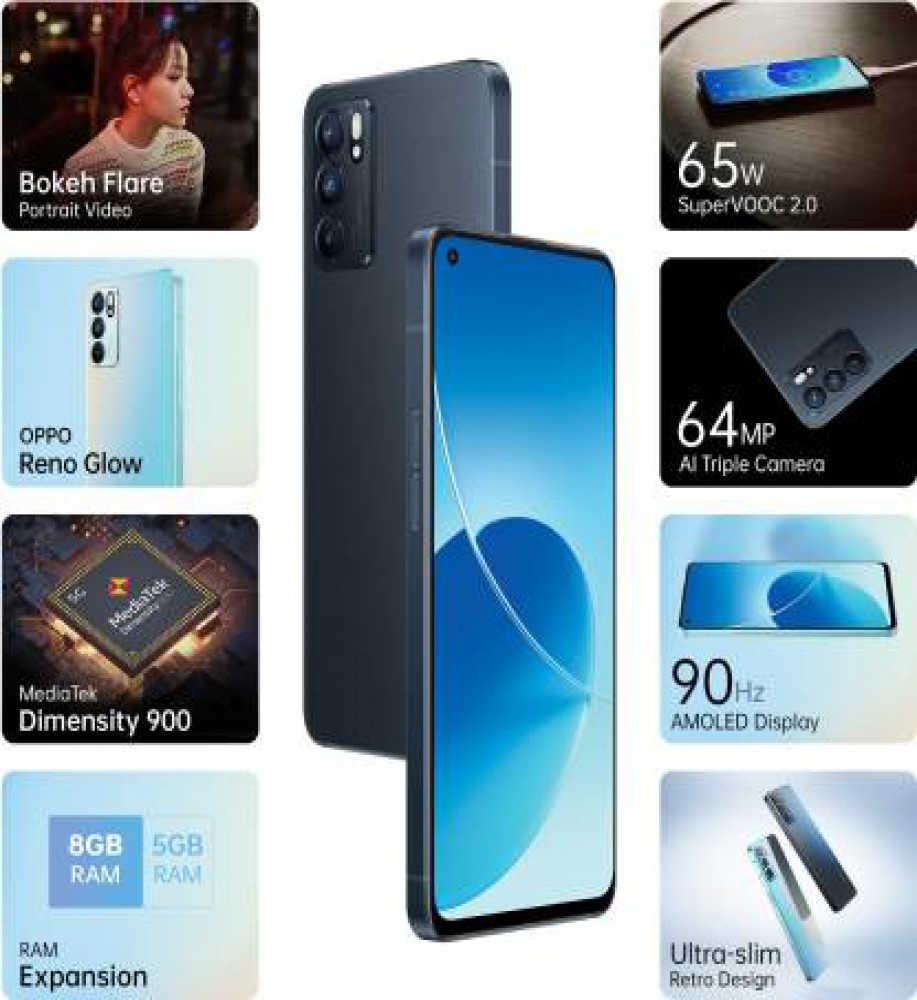 Bokeh Flare
Portrait Video
OPPO
Reno Glow
5G
MediaTek
Dimensity
MediaTek
Dimensity 900
8GB
RAM
5GB
RAM
RAM
Expansion
65W
SuperVOOC 2.0
64MP
AI Triple Camera
90Hz
AMOLED Display
Ultra-slim
Retro Design